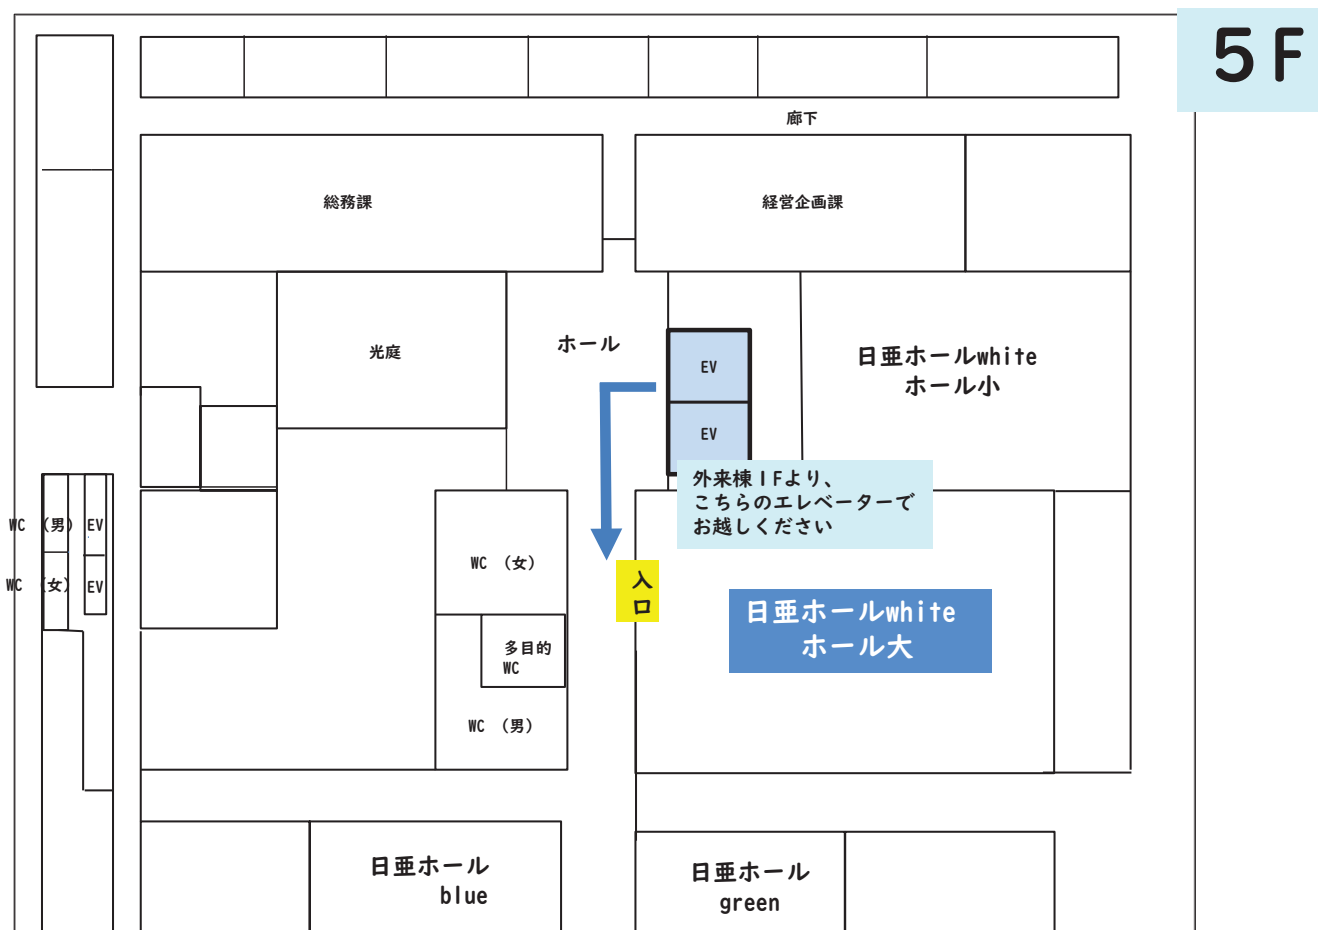 5F
廊下
総務課
経営企画課
光庭
ホール
EV
EV
日亜ホールwhite
ホール小
外来棟1Fより、
こちらのエレベーターで
お越しください
WC (男)
EV
WC (女)
EV
WC (女)
入
口
日亜ホールwhite
ホール大
多目的
WC
WC (男)
日亜ホール
blue
日亜ホール
green